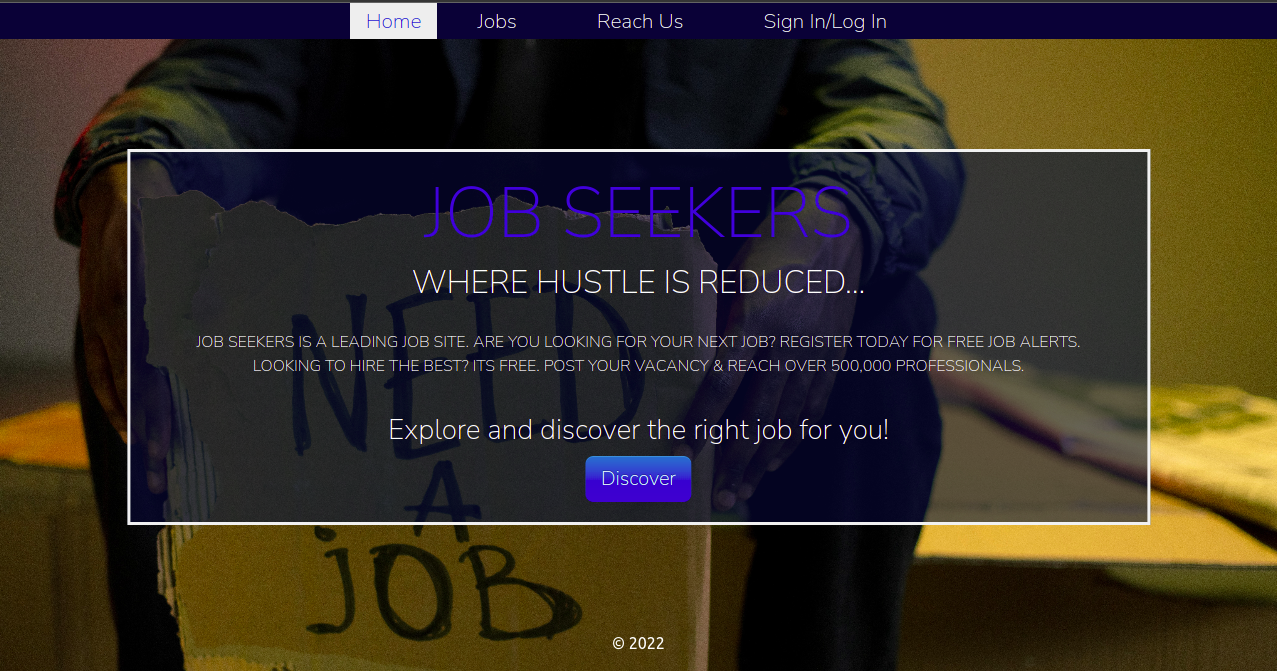 Home Jobs Reach Us Sign In/Log In
JOB SEEKERS
WHERE HUSTLE IS REDUCED...
JOB SEEKERS IS A LEADING JOB SITE. ARE YOU LOOKING FOR YOUR NEXT JOB? REGISTER TODAY FOR FREE JOB ALERTS.
LOOKING TO HIRE THE BEST? ITS FREE. POST YOUR VACANCY & REACH OVER 500,000 PROFESSIONALS.
Explore and discover the right job for you!
Discover
NEED
A
JOB
© 2022